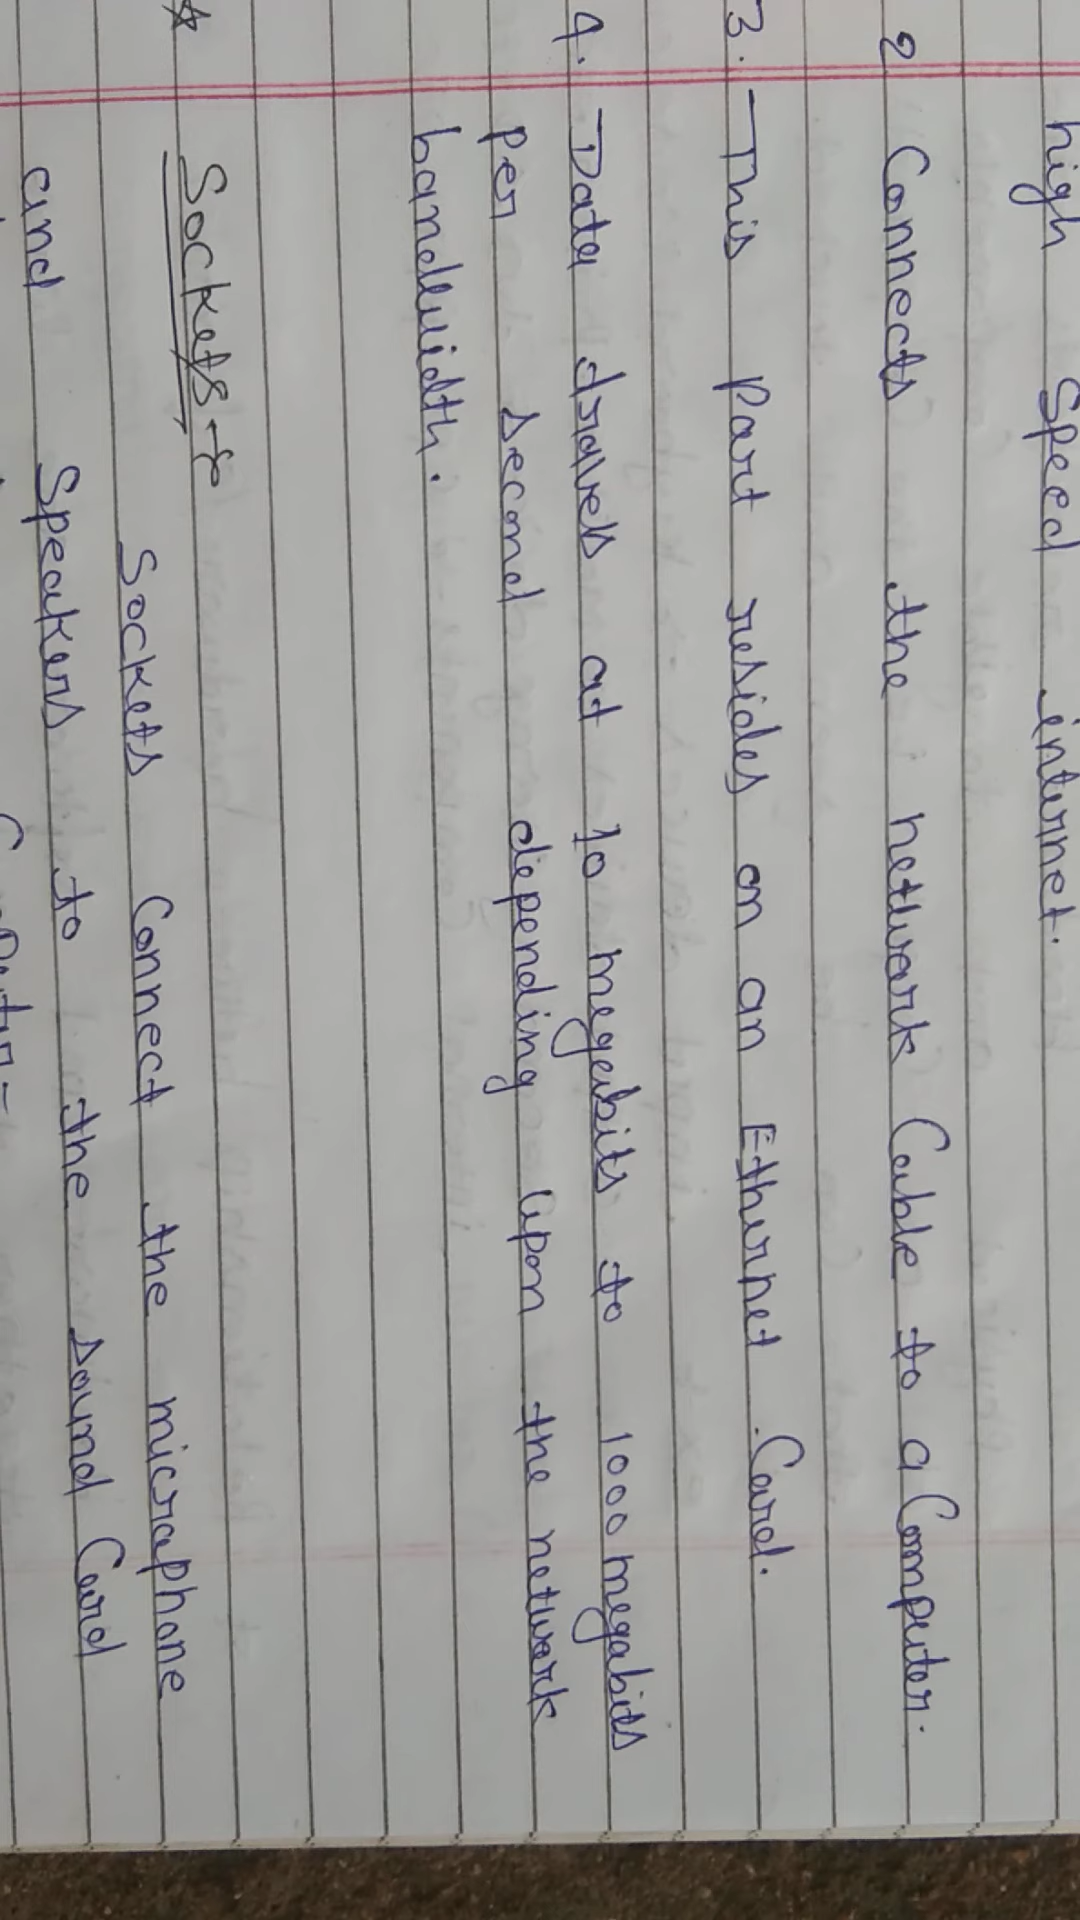 high Speed internet.
2 Connects the network Cable to a Computer.
3. This Part resides on an Ethernet Card.
4. Data dravels at 10 megabits to 1000 megabits
per second depending upon the network
bandwidth.
☆ Sockets :-
Sockets Connect the microphone
and Speakers to the sound Card